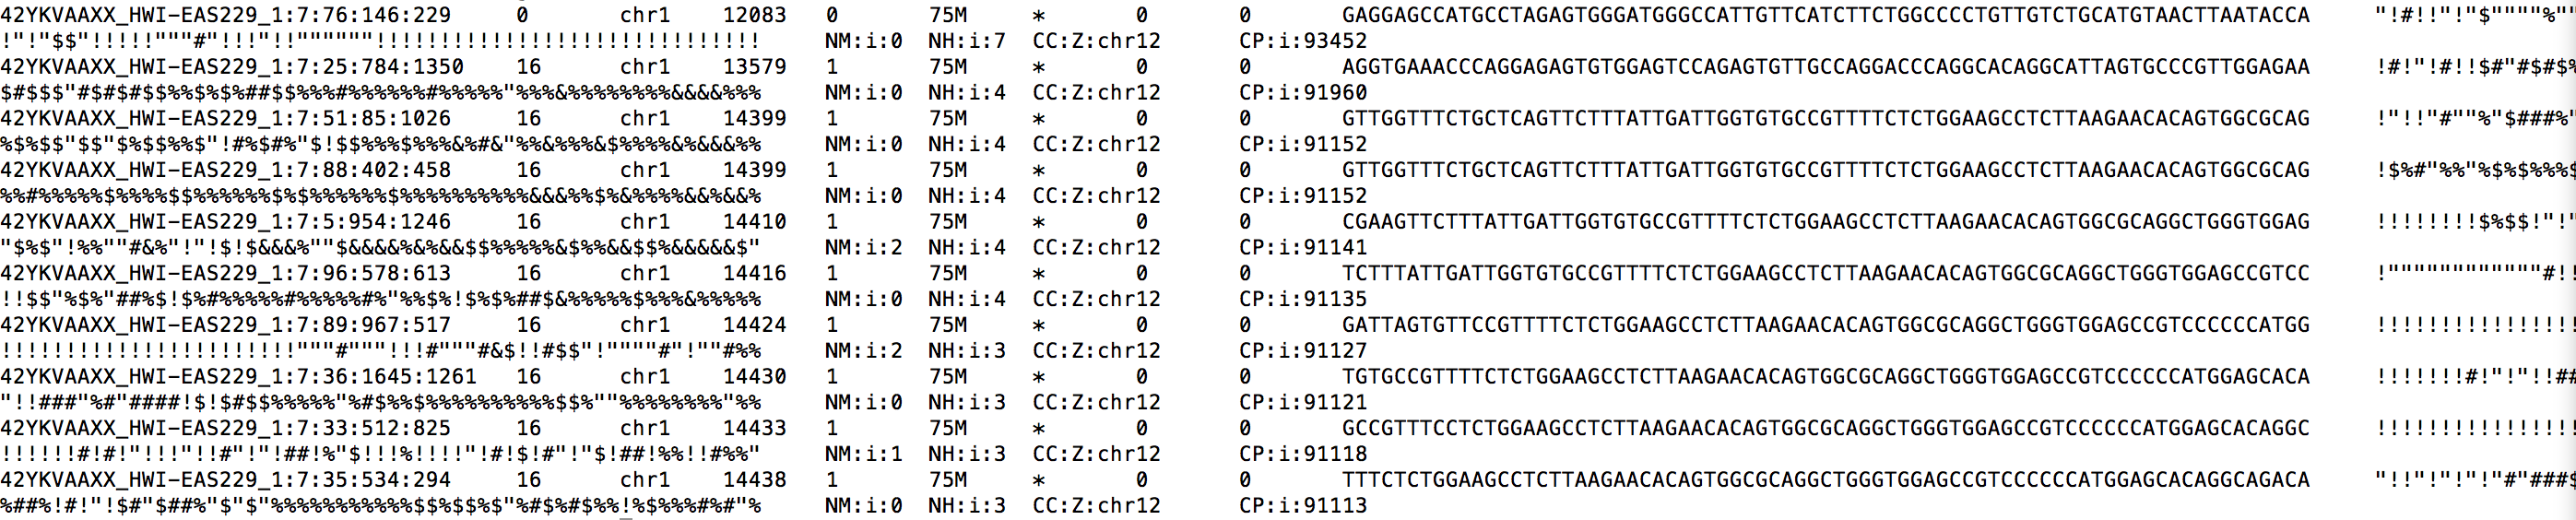 42YKVAAXX_HWI-EAS229_1:7:76:146:229 0 chr1 12083 0 75M * 0 0 GAGGAGCCATGCCTAGAGTGGGATGGGCCATTGTTCATCTTCTGGCCCCTGTTGTCTGCATGTAACTTAATACCA "!#!!"!"$""""%""
!"!"$$"!!!!!"""#"!!!"!!""""""!!!!!!!!!!!!!!!!!!!!!!!!!!!!!! NM:i:0 NH:i:7 CC:Z:chr12 CP:i:93452
42YKVAAXX_HWI-EAS229_1:7:25:784:1350 16 chr1 13579 1 75M * 0 0 AGGTGAAACCCAGGAGAGTGTGGAGTCCAGAGTGTTGCCAGGACCCAGGCACAGGCATTAGTGCCCGTTGGAGAA !#!"!#!!$#"#$#$%
$#$$$"#$#$#$$%%$%$%##$$%%%#%%%%%%#%%%%%"%%%&%%%%%%%%&&&&%%% NM:i:0 NH:i:4 CC:Z:chr12 CP:i:91960
42YKVAAXX_HWI-EAS229_1:7:51:85:1026 16 chr1 14399 1 75M * 0 0 GTTGGTTTCTGCTCAGTTCTTTATTGATTGGTGTGCCGTTTTCTCTGGAAGCCTCTTAAGAACACAGTGGCGCAG !"!!"#""%"$###%"
%$%$$"$$"$%$$%%$"!#%$#%"$!$$%%%$%%%&%#&"%%&%%%&$%%%%&%&&&%% NM:i:0 NH:i:4 CC:Z:chr12 CP:i:91152
42YKVAAXX_HWI-EAS229_1:7:88:402:458 16 chr1 14399 1 75M * 0 0 GTTGGTTTCTGCTCAGTTCTTTATTGATTGGTGTGCCGTTTTCTCTGGAAGCCTCTTAAGAACACAGTGGCGCAG !$%#"%%"%$%$%%%$
%%#%%%%%$%%%%$$%%%%%%$%$%%%%%%$%%%%%%%%%%&&&%%$%&%%%%&&%&&% NM:i:0 NH:i:4 CC:Z:chr12 CP:i:91152
42YKVAAXX_HWI-EAS229_1:7:5:954:1246 16 chr1 14410 1 75M * 0 0 CGAAGTTCTTTATTGATTGGTGTGCCGTTTTCTCTGGAAGCCTCTTAAGAACACAGTGGCGCAGGCTGGGTGGAG !!!!!!!!$%$$!"!"
"$%$"!%%""#&%"!"!$!$&&&%""$&&&&%&%&&$$%%%%%&$%%&&$$%&&&&&$" NM:i:2 NH:i:4 CC:Z:chr12 CP:i:91141
42YKVAAXX_HWI-EAS229_1:7:96:578:613 16 chr1 14416 1 75M * 0 0 TCTTTATTGATTGGTGTGCCGTTTTCTCTGGAAGCCTCTTAAGAACACAGTGGCGCAGGCTGGGTGGAGCCGTCC !""""""""""""#!!
!!$$"%$%"##%$!$%#%%%%%#%%%%%#%"%%$%!$%$%##$&%%%%%$%%%&%%%%% NM:i:0 NH:i:4 CC:Z:chr12 CP:i:91135
42YKVAAXX_HWI-EAS229_1:7:89:967:517 16 chr1 14424 1 75M * 0 0 GATTAGTGTTCCGTTTTCTCTGGAAGCCTCTTAAGAACACAGTGGCGCAGGCTGGGTGGAGCCGTCCCCCCATGG !!!!!!!!!!!!!!!!
!!!!!!!!!!!!!!!!!!!!!!!"""#"""!!!#"""#&$!!#$$"!""""#"!""#%% NM:i:2 NH:i:3 CC:Z:chr12 CP:i:91127
42YKVAAXX_HWI-EAS229_1:7:36:1645:1261 16 chr1 14430 1 75M * 0 0 TGTGCCGTTTTCTCTGGAAGCCTCTTAAGAACACAGTGGCGCAGGCTGGGTGGAGCCGTCCCCCCATGGAGCACA !!!!!!!#!"!"!!##
"!!###"%#"####!$!$#$$%%%%%"%#$%%$%%%%%%%%%%$$%""%%%%%%%%"%% NM:i:0 NH:i:3 CC:Z:chr12 CP:i:91121
42YKVAAXX_HWI-EAS229_1:7:33:512:825 16 chr1 14433 1 75M * 0 0 GCCGTTTCCTCTGGAAGCCTCTTAAGAACACAGTGGCGCAGGCTGGGTGGAGCCGTCCCCCCATGGAGCACAGGC !!!!!!!!!!!!!!!!
!!!!!!#!#!"!!!"!!#"!"!##!%"$!!!%!!!!"!#!$!#"!"$!##!%%!!#%%" NM:i:1 NH:i:3 CC:Z:chr12 CP:i:91118
42YKVAAXX_HWI-EAS229_1:7:35:534:294 16 chr1 14438 1 75M * 0 0 TTTCTCTGGAAGCCTCTTAAGAACACAGTGGCGCAGGCTGGGTGGAGCCGTCCCCCCATGGAGCACAGGCAGACA "!!"!"!"!"#"###$
%##%!#!"!$#"$##%"$"$"%%%%%%%%%%%$$%$$%$"%#$%#$%%!%$%%%#%#"% NM:i:0 NH:i:3 CC:Z:chr12 CP:i:91113